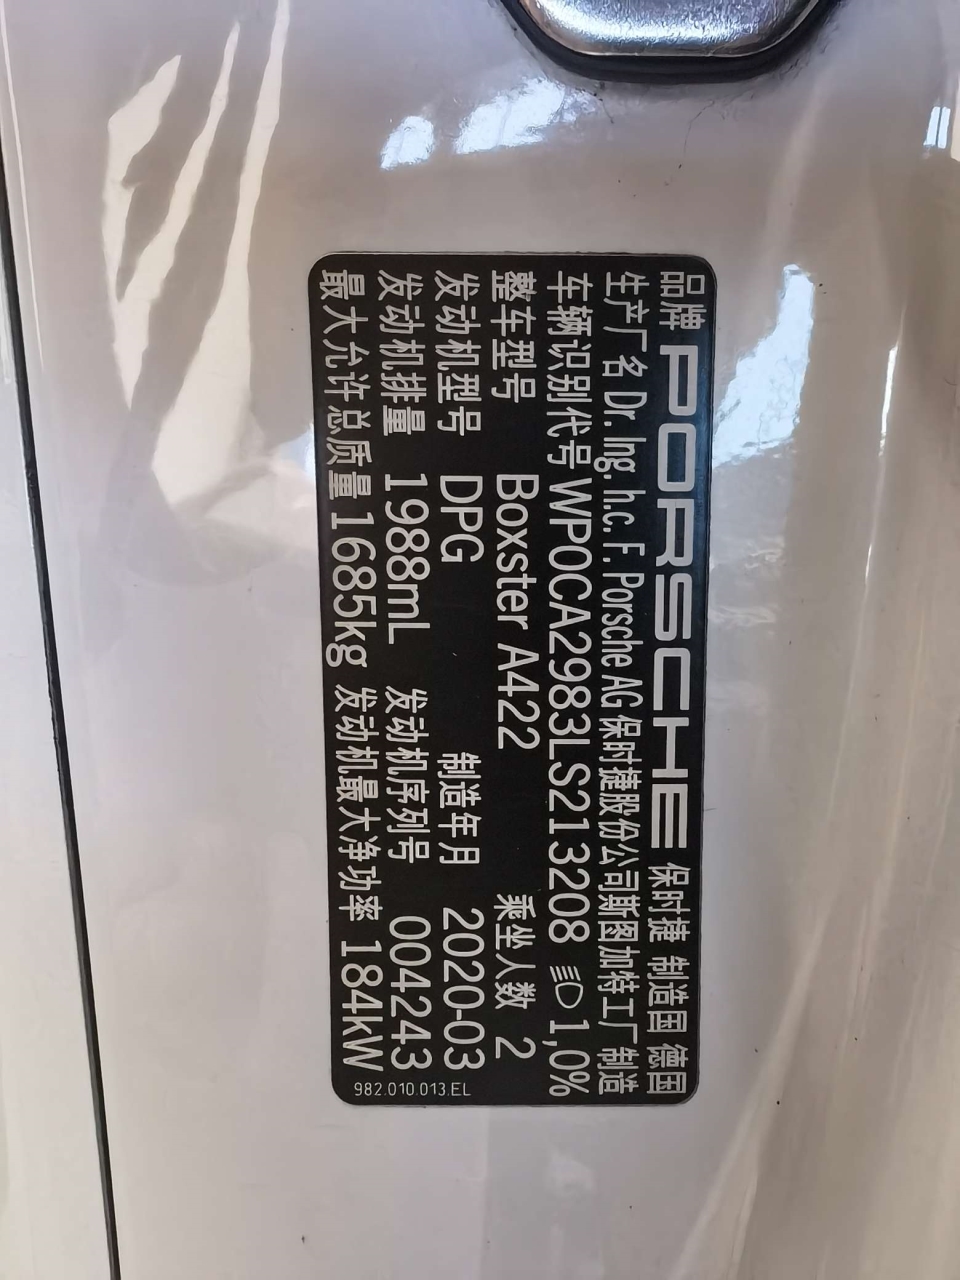 品牌 PORSCHE 保时捷 制造国 德国
生产厂名 Dr. Ing. h.c. F. Porsche AG 保时捷股份公司斯图加特工厂 制造
车辆识别代号 WP0CA2983LS213208 1,0%
整车型号 Boxster A422 乘坐人数 2
发动机型号 DPG 制造年月 2020-03
发动机排量 1988mL 发动机序列号 004243
最大允许总质量 1685kg 发动机最大净功率 184kW
982.010.013.EL